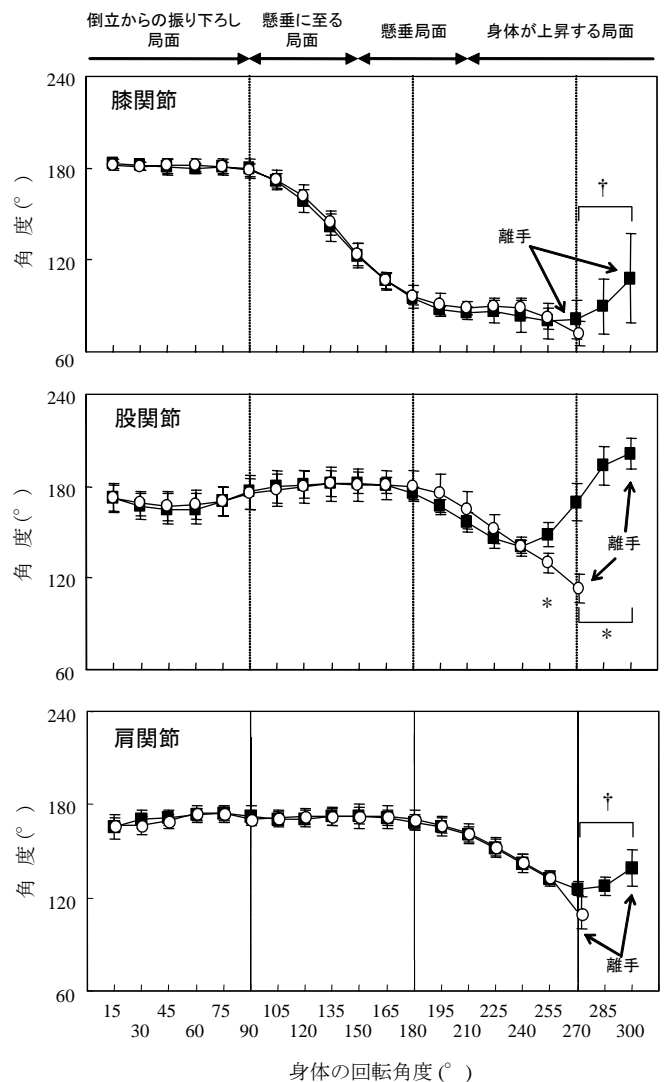 倒立からの振り下ろし 懸垂に至る 懸垂局面 身体が上昇する局面
局面 局面
240
膝関節
180
120
60
角 度(°)
†
離手
240
股関節
180
120
60
角 度(°)
離手
*
*
240
肩関節
180
120
60
角 度(°)
†
離手
15 45 75 105 135 165 195 225 255 285
30 60 90 120 150 180 210 240 270 300
身体の回転角度(°)